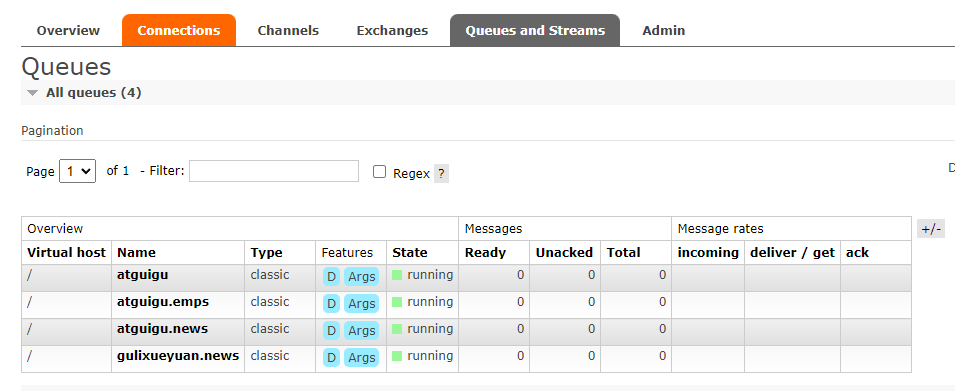 Overview Connections Channels Exchanges Queues and Streams Admin
Queues
All queues (4)
Pagination
Page 1 of 1 - Filter: Regex ? D
Overview Messages Message rates +/-
Virtual host Name Type Features State Ready Unacked Total incoming deliver / get ack
/ atguigu classic D Args running 0 0 0
/ atguigu.emps classic D Args running 0 0 0
/ atguigu.news classic D Args running 0 0 0
/ gulixueyuan.news classic D Args running 0 0 0